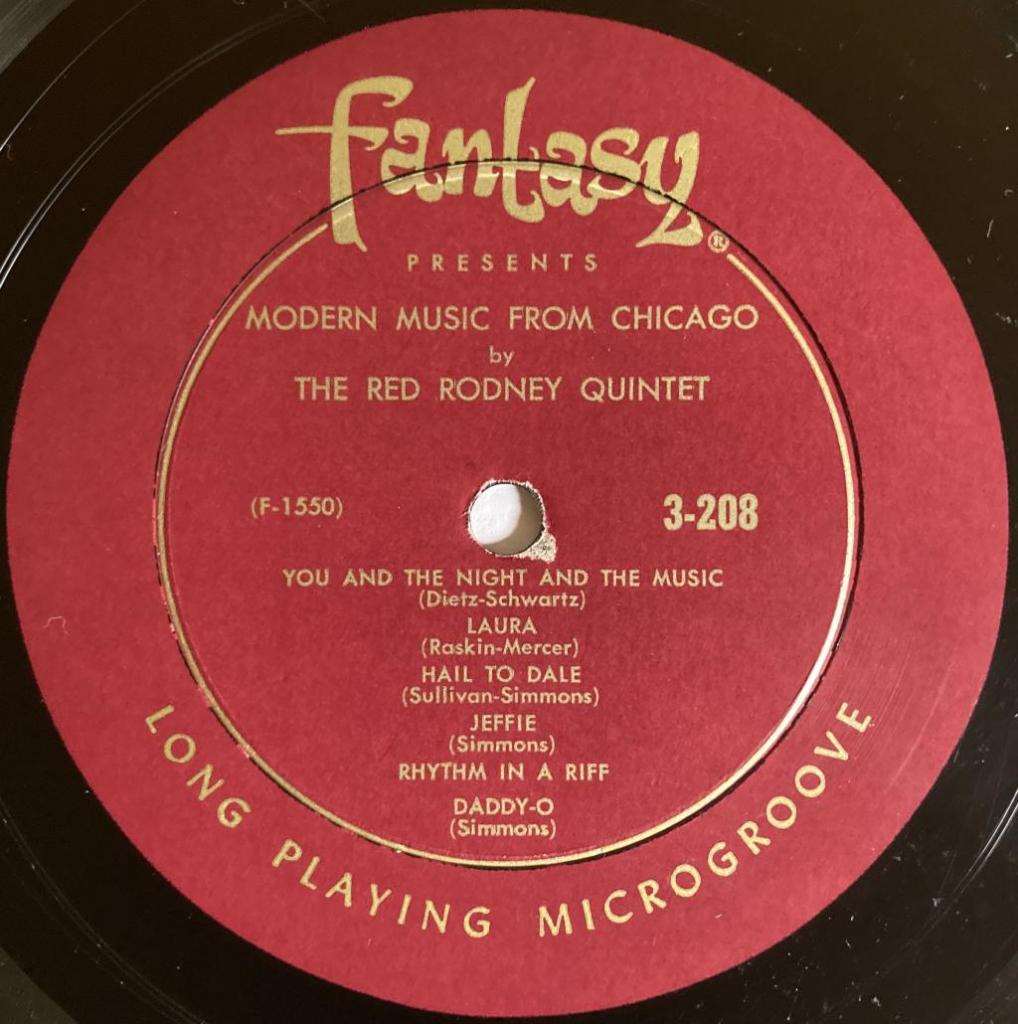 fantasy®
PRESENTS
MODERN MUSIC FROM CHICAGO
by
THE RED RODNEY QUINTET
(F-1550)
3-208
YOU AND THE NIGHT AND THE MUSIC
(Dietz-Schwartz)
LAURA
(Raskin-Mercer)
HAIL TO DALE
(Sullivan-Simmons)
JEFFIE
(Simmons)
RHYTHM IN A RIFF
DADDY-O
(Simmons)
LONG PLAYING MICROGROOVE